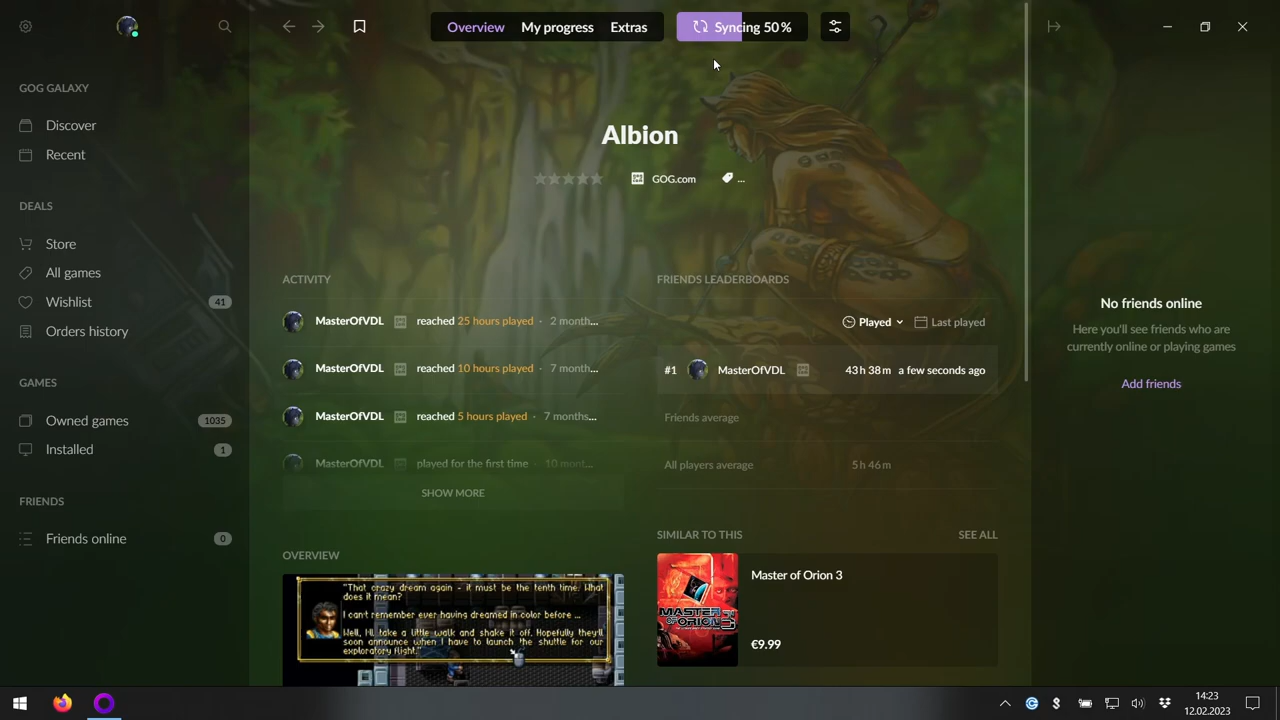 Overview
My progress
Extras
Syncing 50%
GOG GALAXY
Discover
Recent
DEALS
Store
All games
Wishlist
41
Orders history
GAMES
Owned games
1035
Installed
1
FRIENDS
Friends online
0
Albion
GOG.com
...
ACTIVITY
MasterOfVDL reached 25 hours played · 2 month...
MasterOfVDL reached 10 hours played · 7 month...
MasterOfVDL reached 5 hours played · 7 months...
MasterOfVDL played for the first time · 10 mont...
SHOW MORE
OVERVIEW
"That crazy dream again - it must be the tenth time. What
does it mean?
I can't remember ever having dreamed in color before ...
Well, I'll take a little walk and shake it off. Hopefully they'll
soon announce when I have to launch the shuttle for our
exploratory flight."
FRIENDS LEADERBOARDS
Played
Last played
#1 MasterOfVDL 43 h 38 m a few seconds ago
Friends average
All players average 5 h 46 m
SIMILAR TO THIS
SEE ALL
MASTER
OF ORION 3
Master of Orion 3
€9.99
No friends online
Here you'll see friends who are
currently online or playing games
Add friends
14:23
12.02.2023